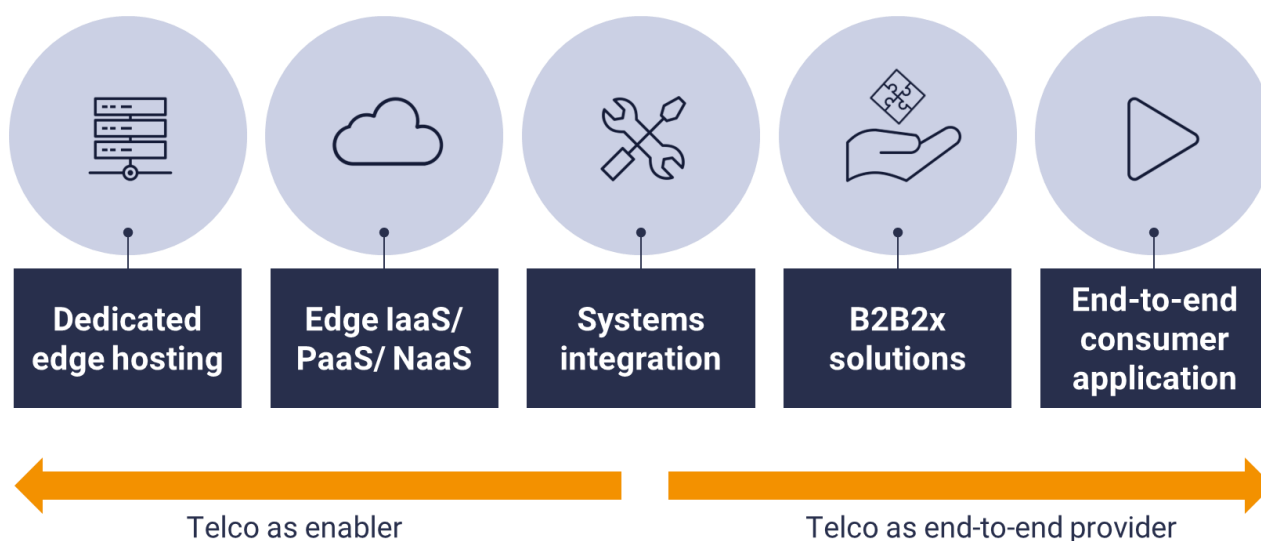 Dedicated
edge hosting
Edge IaaS/
PaaS/ NaaS
Systems
integration
B2B2x
solutions
End-to-end
consumer
application
Telco as enabler
Telco as end-to-end provider